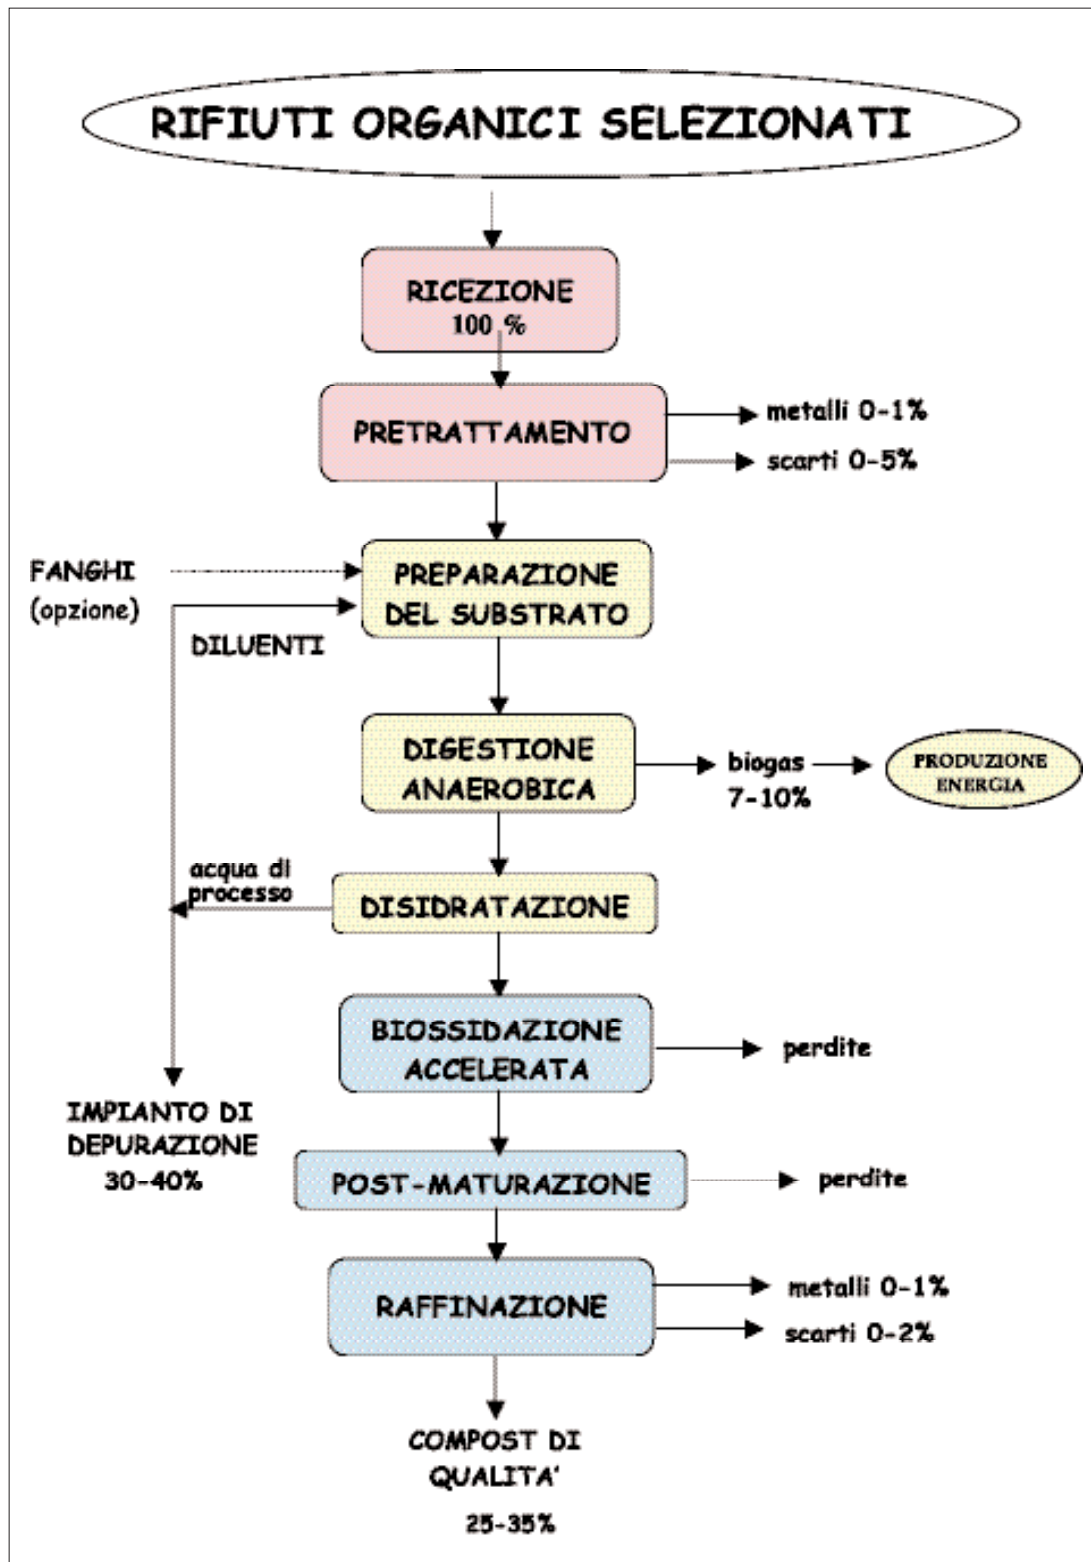 RIFIUTI ORGANICI SELEZIONATI
RICEZIONE
100 %
PRETRATTAMENTO
metalli 0-1%
scarti 0-5%
FANGHI
(opzione)
PREPARAZIONE
DEL SUBSTRATO
DILUENTI
DIGESTIONE
ANAEROBICA
biogas
7-10%
PRODUZIONE
ENERGIA
acqua di
processo
DISIDRATAZIONE
BIOSSIDAZIONE
ACCELERATA
perdite
IMPIANTO DI
DEPURAZIONE
30-40%
POST-MATURAZIONE
perdite
RAFFINAZIONE
metalli 0-1%
scarti 0-2%
COMPOST DI
QUALITA'
25-35%